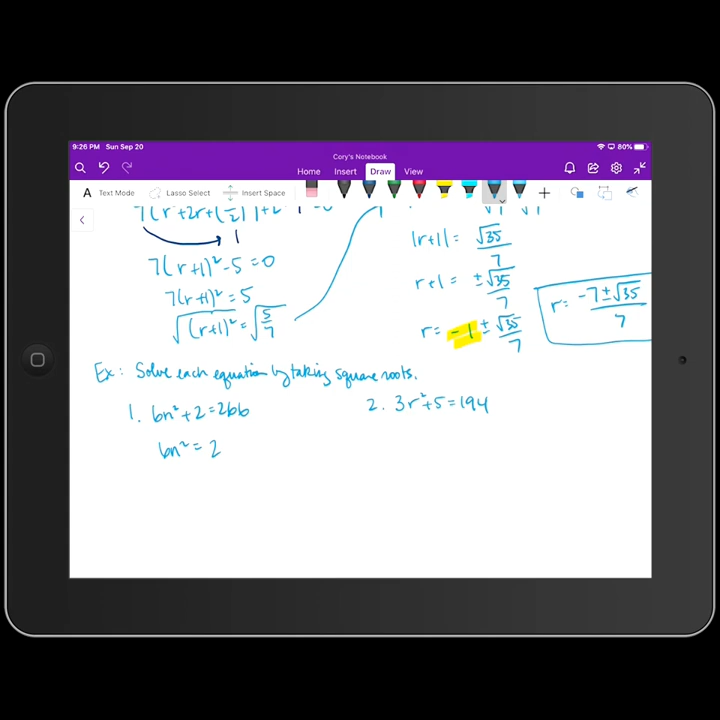 9:26 PM Sun Sep 20
80%
Cory's Notebook
Home Insert Draw View
A Text Mode Lasso Select Insert Space
|r+1| = √35/7
7(r+1)² - 5 = 0
r+1 = ±√35/7
7(r+1)² = 5
r = -7±√35/7
√(r+1)² = √5/7
r = -1 ± √35/7
Ex: Solve each equation by taking square roots.
1. 6n² + 2 = 266
2. 3r² + 5 = 194
6n² = 2